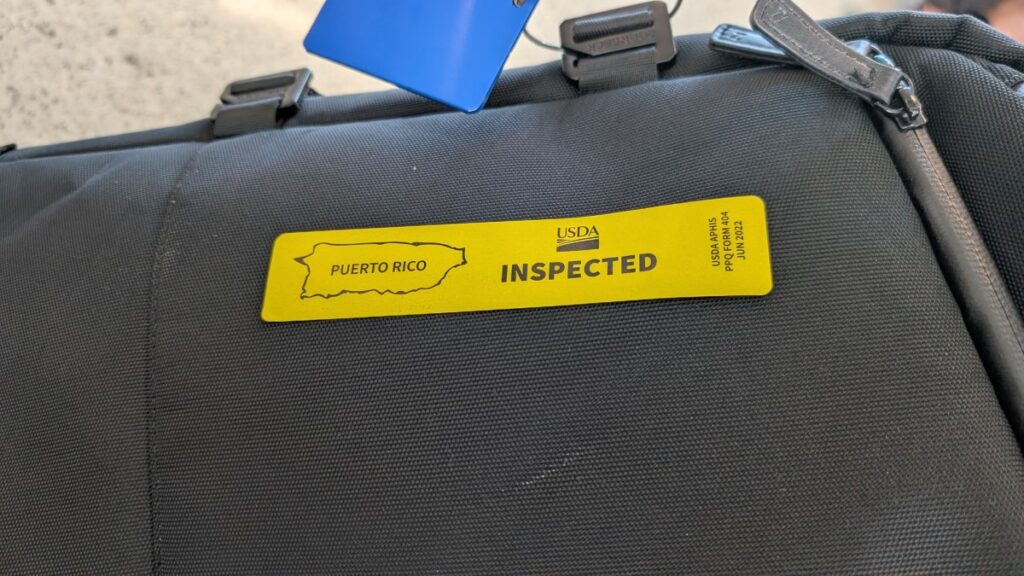 PUERTO RICO
USDA
INSPECTED
USDA APHIS
PPQ FORM 404
JUN 2022